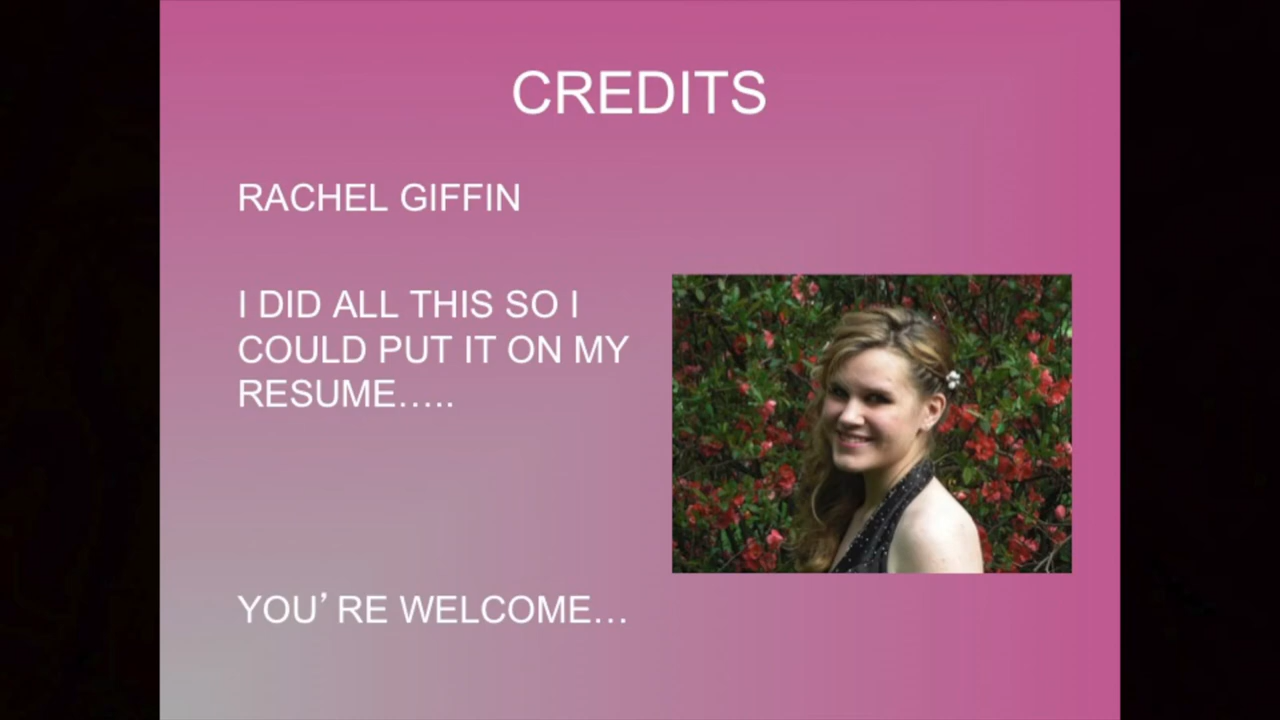 CREDITS
RACHEL GIFFIN
I DID ALL THIS SO I
COULD PUT IT ON MY
RESUME…..
YOU’RE WELCOME…